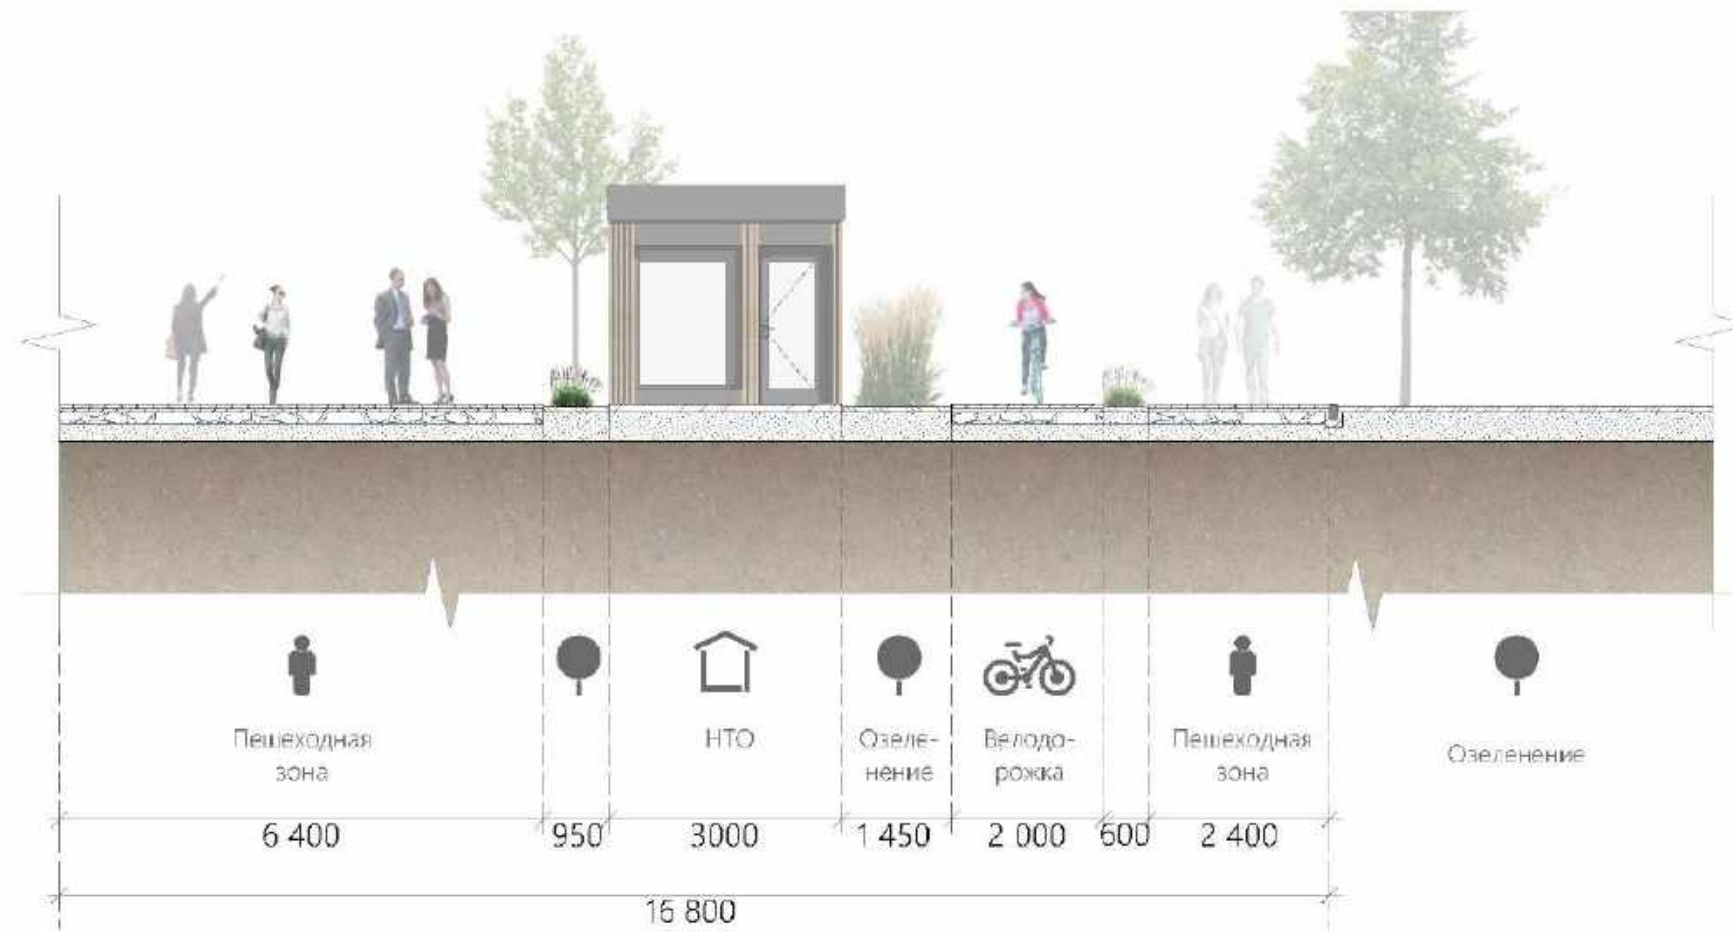 Пешеходная
зона
НТО
Озеле-
нение
Велодо-
рожка
Пешеходная
зона
Озеленение
6 400
950
3000
1 450
2 000
600
2 400
16 800